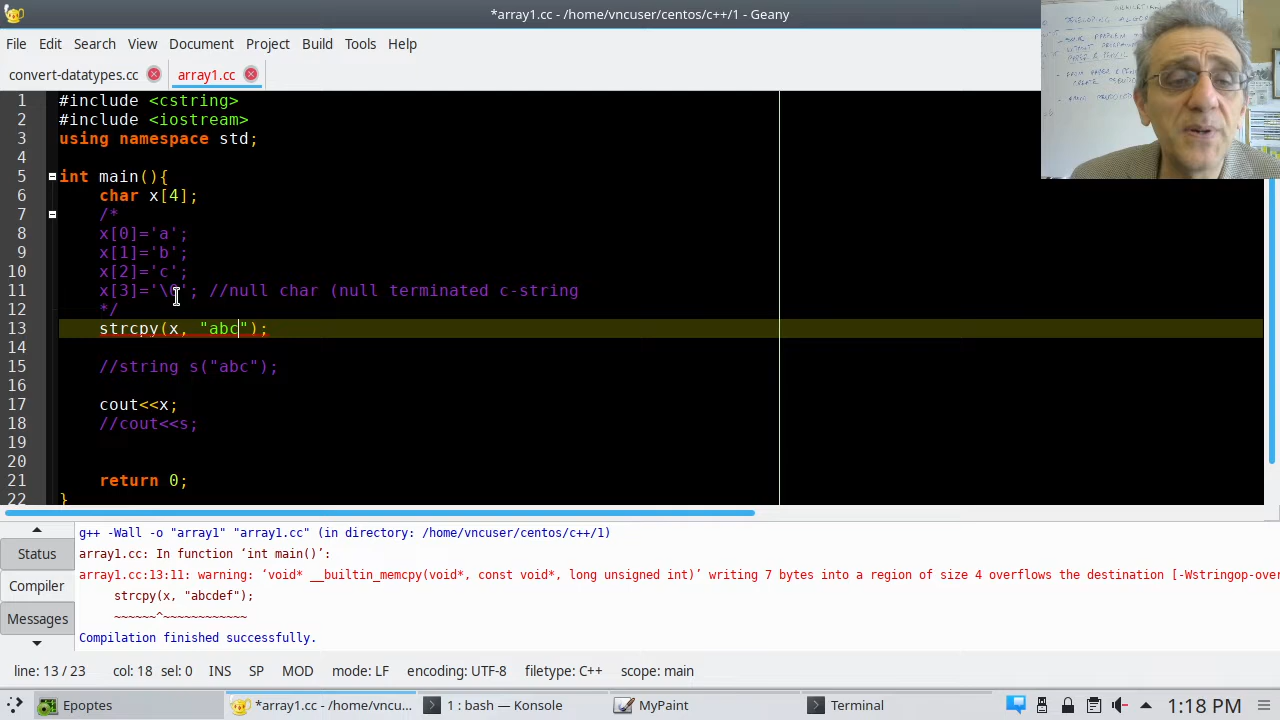 *array1.cc - /home/vncuser/centos/c++/1 - Geany
File Edit Search View Document Project Build Tools Help
convert-datatypes.cc array1.cc
1 #include <cstring>
2 #include <iostream>
3 using namespace std;
4
5 int main(){
6 char x[4];
7 /*
8 x[0]='a';
9 x[1]='b';
10 x[2]='c';
11 x[3]='\0'; //null char (null terminated c-string
12 */
13 strcpy(x, "abc");
14
15 //string s("abc");
16
17 cout<<x;
18 //cout<<s;
19
20
21 return 0;
22 }
g++ -Wall -o "array1" "array1.cc" (in directory: /home/vncuser/centos/c++/1)
Status
array1.cc: In function ‘int main()’:
Compiler
array1.cc:13:11: warning: ‘void* __builtin_memcpy(void*, const void*, long unsigned int)’ writing 7 bytes into a region of size 4 overflows the destination [-Wstringop-over
strcpy(x, "abcdef");
Messages
~~~~~~^~~~~~~~~~~~~
Compilation finished successfully.
line: 13 / 23 col: 18 sel: 0 INS SP MOD mode: LF encoding: UTF-8 filetype: C++ scope: main
Epoptes *array1.cc - /home/vncu... 1 : bash — Konsole MyPaint Terminal 1:18 PM